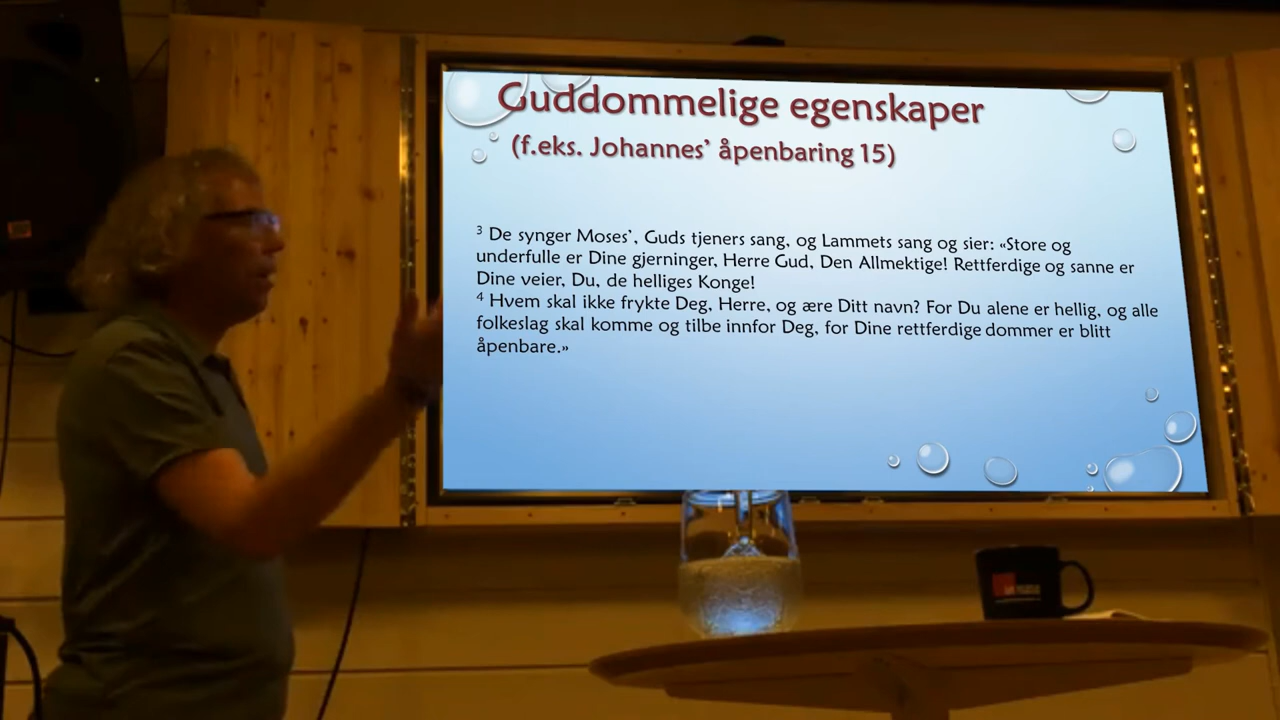 Guddommelige egenskaper
(f.eks. Johannes’ åpenbaring 15)
³ De synger Moses’, Guds tjeners sang, og Lammets sang og sier: «Store og
underfulle er Dine gjerninger, Herre Gud, Den Allmektige! Rettferdige og sanne er
Dine veier, Du, de helliges Konge!
⁴ Hvem skal ikke frykte Deg, Herre, og ære Ditt navn? For Du alene er hellig, og alle
folkeslag skal komme og tilbe innfor Deg, for Dine rettferdige dommer er blitt
åpenbare.»